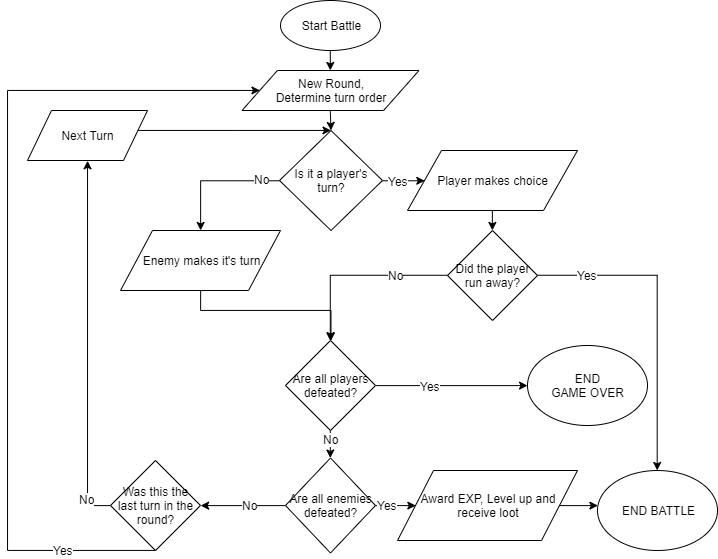 Start Battle
New Round,
Determine turn order
Next Turn
Is it a player's
turn?
No
Yes
Player makes choice
Enemy makes it's turn
Did the player
run away?
No
Yes
Are all players
defeated?
Yes
END
GAME OVER
No
Was this the
last turn in the
round?
No
Yes
Are all enemies
defeated?
No
Yes
Award EXP, Level up and
receive loot
END BATTLE